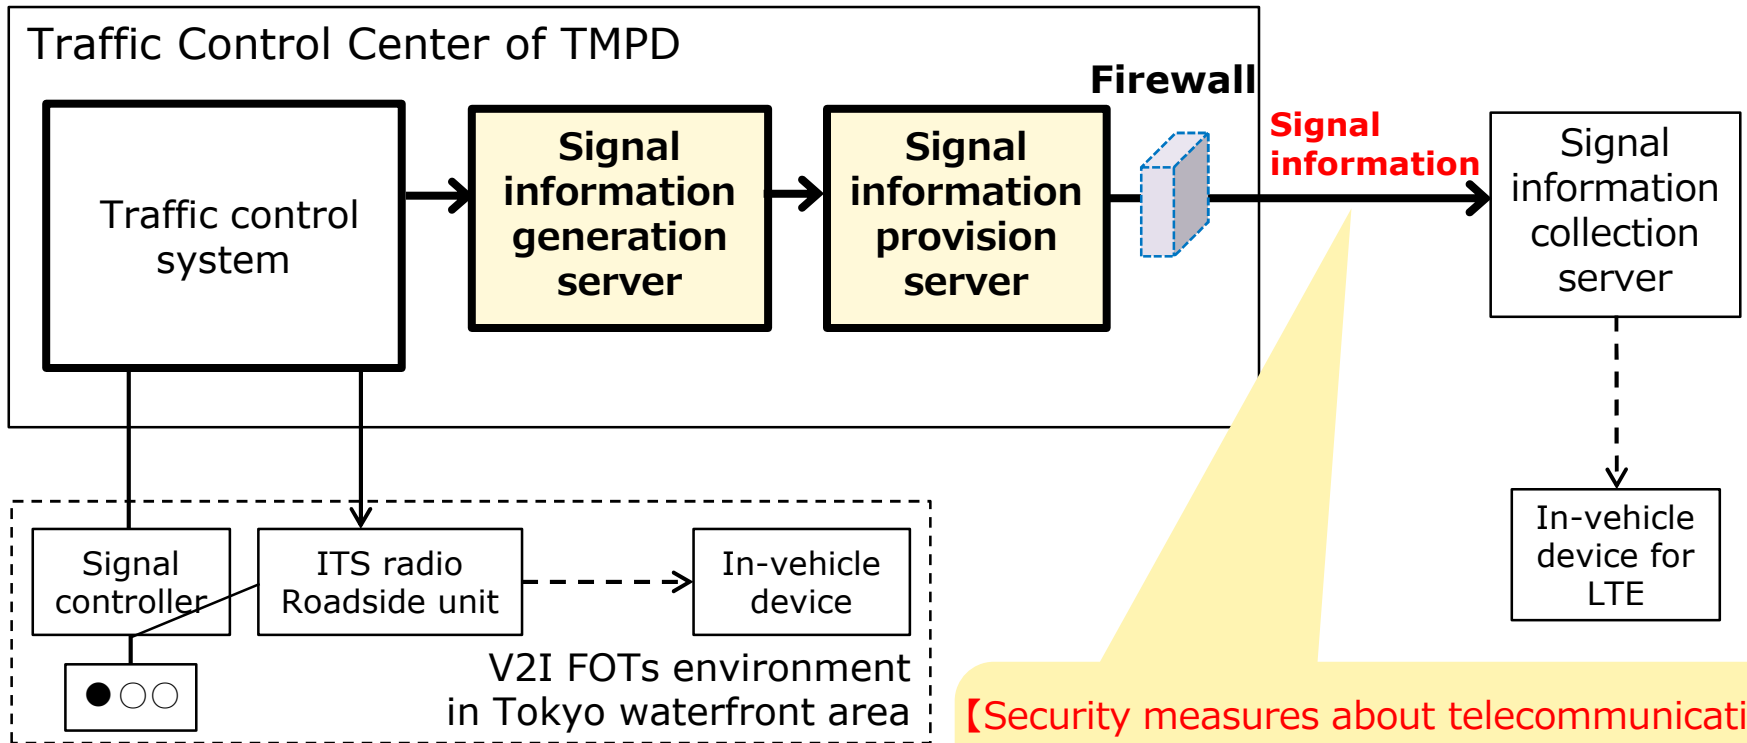 Traffic Control Center of TMPD
Firewall
Traffic control
system
Signal
information
generation
server
Signal
information
provision
server
Signal
information
Signal
information
collection
server
Signal
controller
ITS radio
Roadside unit
In-vehicle
device
In-vehicle
device for
LTE
V2I FOTs environment
in Tokyo waterfront area
【Security measures about telecommunicati